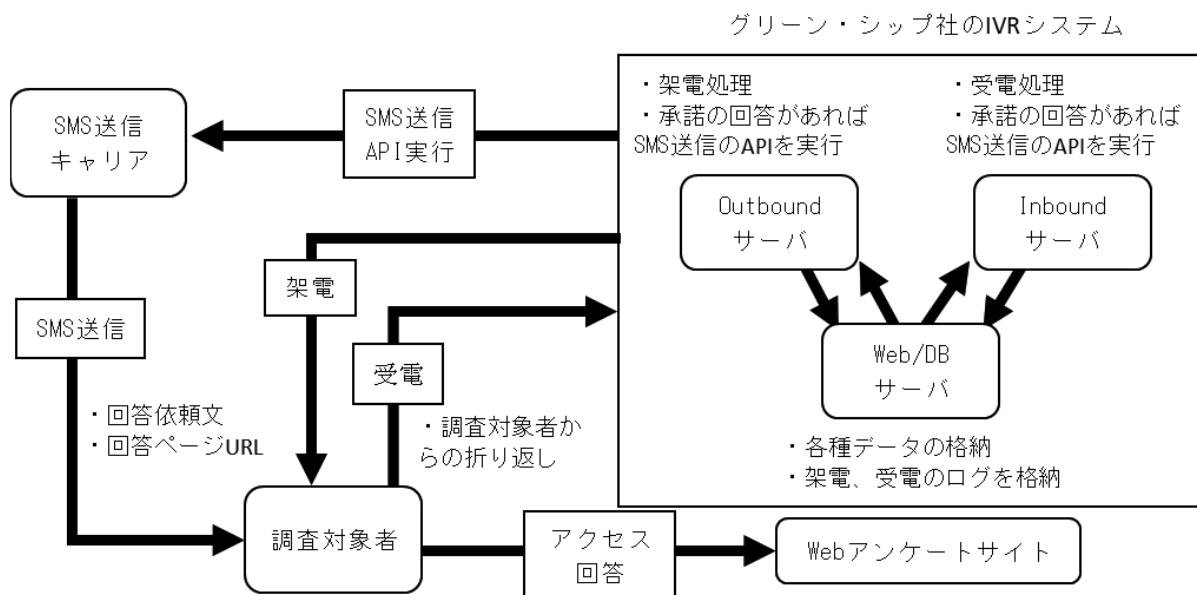 グリーン・シップ社のIVRシステム
・架電処理
・承諾の回答があれば
SMS送信のAPIを実行
・受電処理
・承諾の回答があれば
SMS送信のAPIを実行
SMS送信
キャリア
SMS送信
API実行
Outbound
サーバ
Inbound
サーバ
架電
SMS送信
受電
Web/DB
サーバ
・回答依頼文
・回答ページURL
・調査対象者か
らの折り返し
・各種データの格納
・架電、受電のログを格納
調査対象者
アクセス
回答
Webアンケートサイト